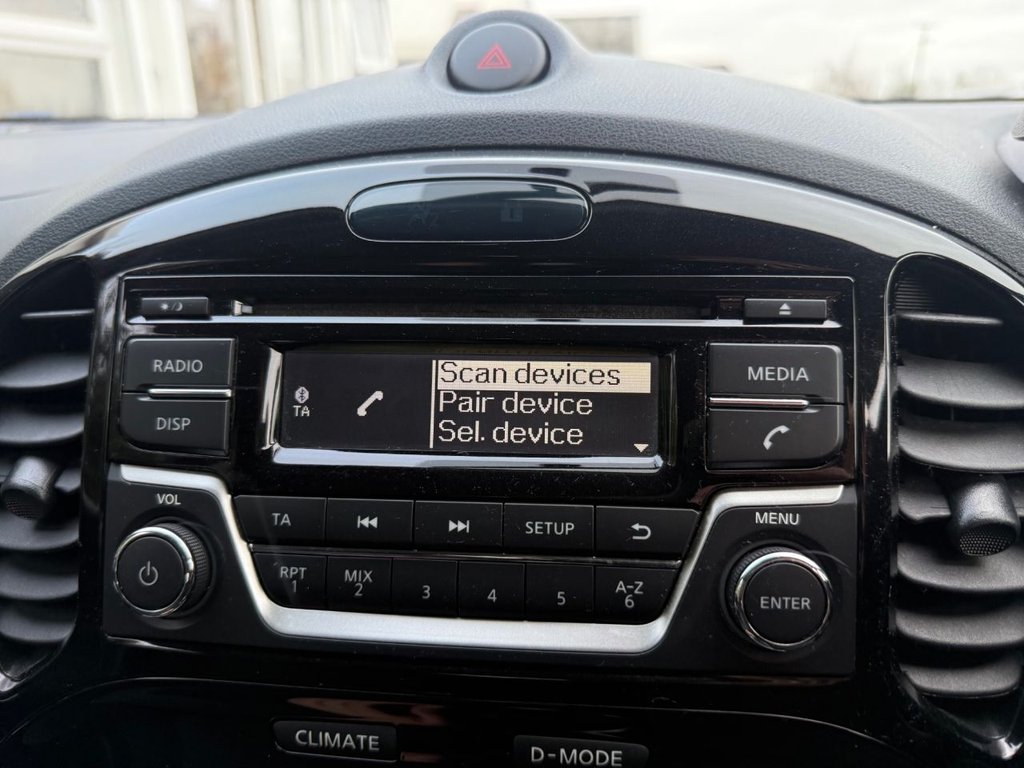 RADIO
DISP
TA
Scan devices
Pair device
Sel. device
MEDIA
VOL
TA
SETUP
MENU
RPT
1
MIX
2
3
4
5
A-Z
6
ENTER
CLIMATE
D-MODE